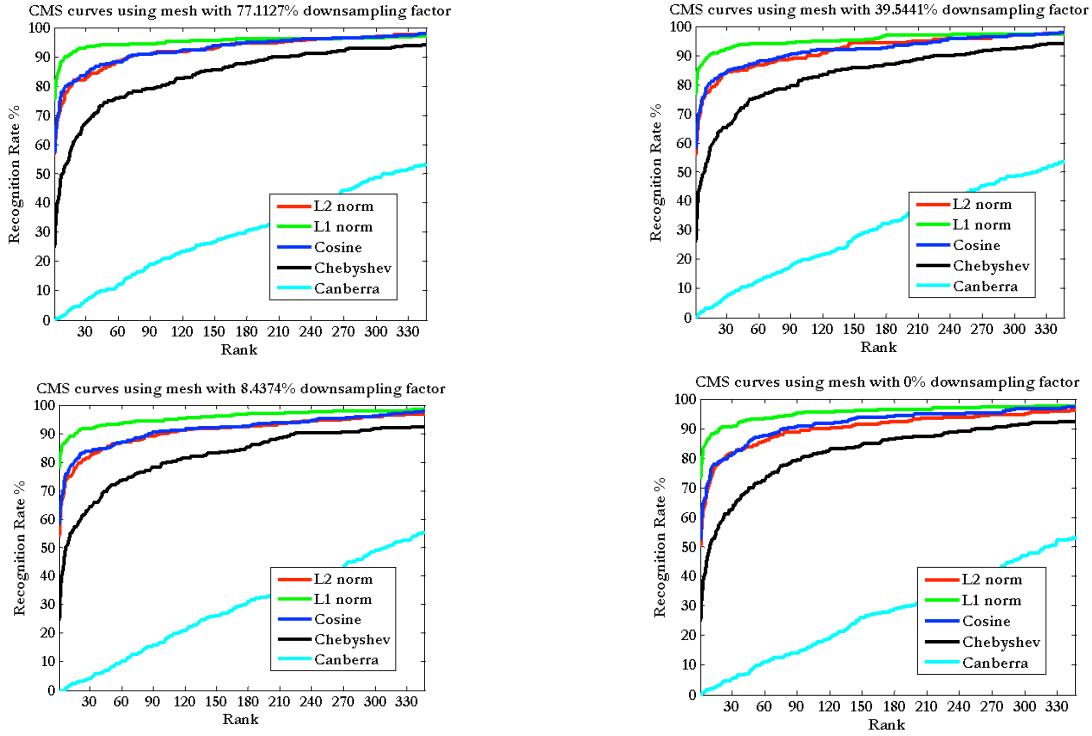 CMS curves using mesh with 77.1127% downsampling factor
100
90
80
70
60
50
40
30
20
10
0
Recognition Rate %
L2 norm
L1 norm
Cosine
Chebyshev
Canberra
30 60 90 120 150 180 210 240 270 300 330
Rank
CMS curves using mesh with 39.5441% downsampling factor
100
90
80
70
60
50
40
30
20
10
0
Recognition Rate %
L2 norm
L1 norm
Cosine
Chebyshev
Canberra
30 60 90 120 150 180 210 240 270 300 330
Rank
CMS curves using mesh with 8.4374% downsampling factor
100
90
80
70
60
50
40
30
20
10
0
Recognition Rate %
L2 norm
L1 norm
Cosine
Chebyshev
Canberra
30 60 90 120 150 180 210 240 270 300 330
Rank
CMS curves using mesh with 0% downsampling factor
100
90
80
70
60
50
40
30
20
10
0
Recognition Rate %
L2 norm
L1 norm
Cosine
Chebyshev
Canberra
30 60 90 120 150 180 210 240 270 300 330
Rank